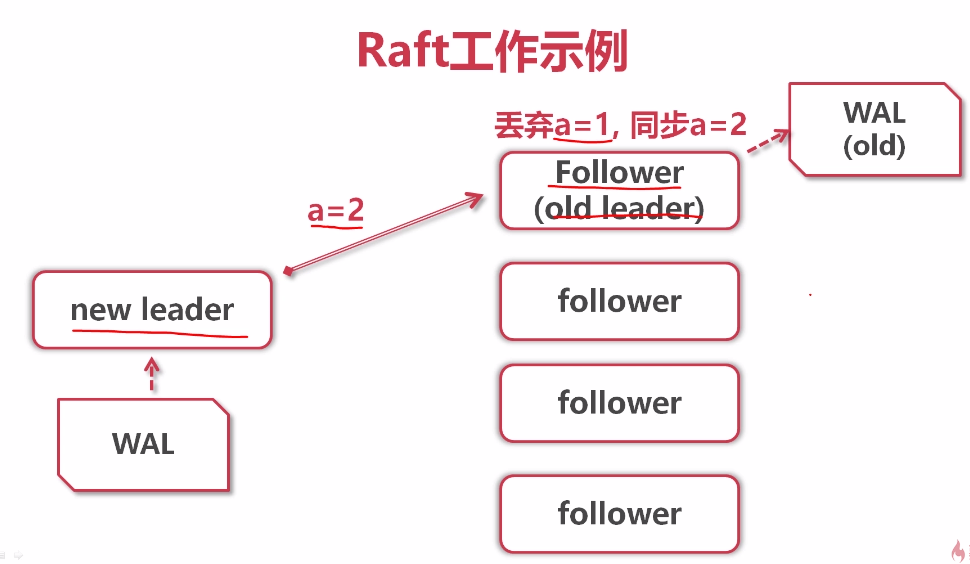 Raft工作示例
丢弃a=1, 同步a=2
WAL
(old)
Follower
(old leader)
a=2
new leader
follower
follower
WAL
follower